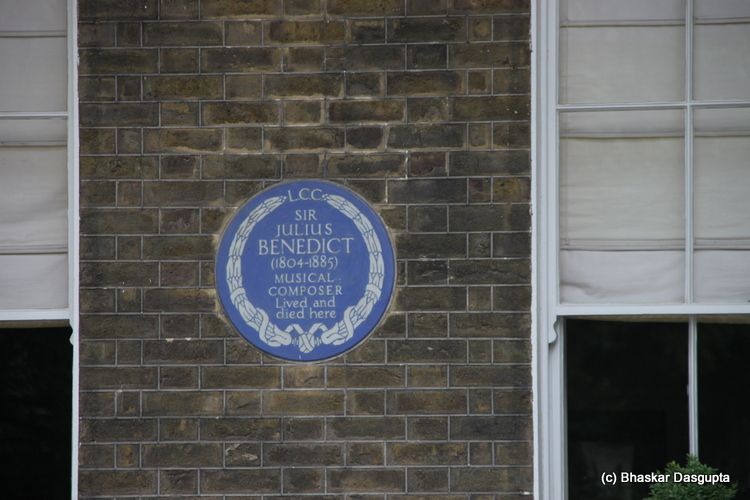 L.C.C.
SIR
JULIUS
BENEDICT
(1804-1885)
MUSICAL
COMPOSER
Lived and
died here
(c) Bhaskar Dasgupta